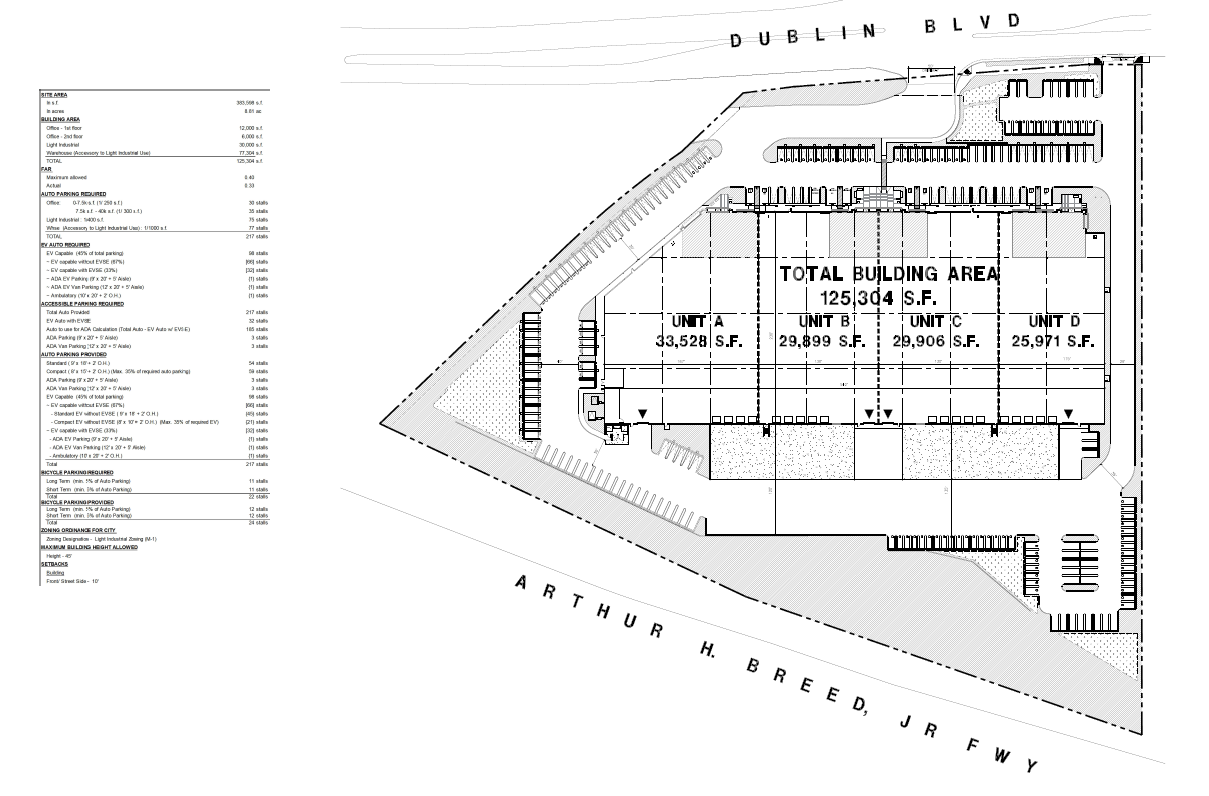 DUBLIN BLVD
SITE AREA
In s.f. 383,598 s.f.
In acres 8.81 ac
BUILDING AREA
Office - 1st floor 12,000 s.f.
Office - 2nd floor 6,000 s.f.
Light Industrial 30,000 s.f.
Warehouse (Accessory to Light Industrial Use) 77,304 s.f.
TOTAL 125,304 s.f.
FAR
Maximum allowed 0.40
Actual 0.33
AUTO PARKING REQUIRED
Office: 0-7.5k s.f. (1/ 250 s.f.) 30 stalls
7.5k s.f. - 40k s.f. (1/ 300 s.f.) 35 stalls
Light Industrial : 1/400 s.f. 75 stalls
Whse (Accessory to Light Industrial Use) : 1/1000 s.f. 77 stalls
TOTAL 217 stalls
EV AUTO REQUIRED
EV Capable (45% of total parking) 98 stalls
~ EV capable without EVSE (67%) [66] stalls
~ EV capable with EVSE (33%) [32] stalls
~ ADA EV Parking (9' x 20' + 5' Aisle) (1) stalls
~ ADA EV Van Parking (12' x 20' + 5' Aisle) (1) stalls
~ Ambulatory (10' x 20' + 2' O.H.) (1) stalls
ACCESSIBLE PARKING REQUIRED
Total Auto Provided 217 stalls
EV Auto with EVSE 32 stalls
Auto to use for ADA Calculation (Total Auto - EV Auto w/ EVSE) 185 stalls
ADA Parking (9' x 20' + 5' Aisle) 3 stalls
ADA Van Parking (12' x 20' + 5' Aisle) 3 stalls
AUTO PARKING PROVIDED
Standard ( 9' x 18' + 2' O.H.) 54 stalls
Compact ( 8' x 15' + 2' O.H.) (Max. 35% of required auto parking) 59 stalls
ADA Parking (9' x 20' + 5' Aisle) 3 stalls
ADA Van Parking (12' x 20' + 5' Aisle) 3 stalls
EV Capable (45% of total parking) 98 stalls
~ EV capable without EVSE (67%) [66] stalls
- Standard EV without EVSE ( 9' x 18' + 2' O.H.) [45] stalls
- Compact EV without EVSE (8' x 10' + 2' O.H.) (Max. 35% of required EV) [21] stalls
~ EV capable with EVSE (33%) [32] stalls
- ADA EV Parking (9' x 20' + 5' Aisle) (1) stalls
- ADA EV Van Parking (12' x 20' + 5' Aisle) (1) stalls
- Ambulatory (10' x 20' + 2' O.H.) (1) stalls
Total 217 stalls
BICYCLE PARKING REQUIRED
Long Term (min. 5% of Auto Parking) 11 stalls
Short Term (min. 5% of Auto Parking) 11 stalls
Total 22 stalls
BICYCLE PARKING PROVIDED
Long Term (min. 5% of Auto Parking) 12 stalls
Short Term (min. 5% of Auto Parking) 12 stalls
Total 24 stalls
ZONING ORDINANCE FOR CITY
Zoning Designation - Light Industrial Zoning (M-1)
MAXIMUM BUILDING HEIGHT ALLOWED
Height - 45'
SETBACKS
Building
Front/ Street Side - 10'
TOTAL BUILDING AREA
125,304 S.F.
UNIT A
33,528 S.F.
UNIT B
29,899 S.F.
UNIT C
29,906 S.F.
UNIT D
25,971 S.F.
ARTHUR H. BREED, JR FWY